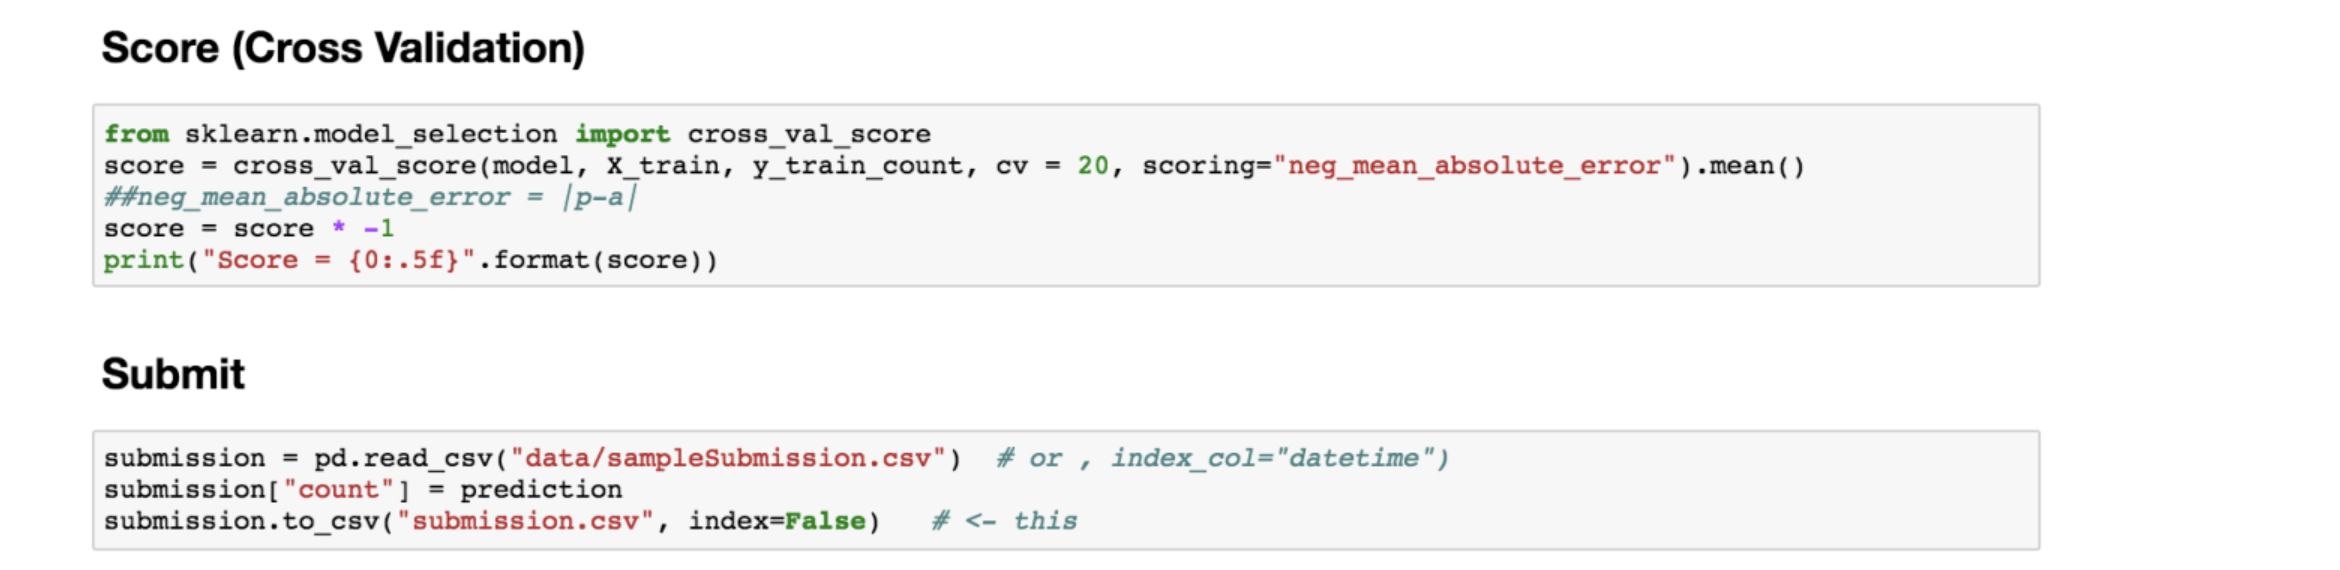 Score (Cross Validation)
from sklearn.model_selection import cross_val_score
score = cross_val_score(model, X_train, y_train_count, cv = 20, scoring="neg_mean_absolute_error").mean()
##neg_mean_absolute_error = |p-a|
score = score * -1
print("Score = {0:.5f}".format(score))
Submit
submission = pd.read_csv("data/sampleSubmission.csv")  # or , index_col="datetime")
submission["count"] = prediction
submission.to_csv("submission.csv", index=False)   # <- this